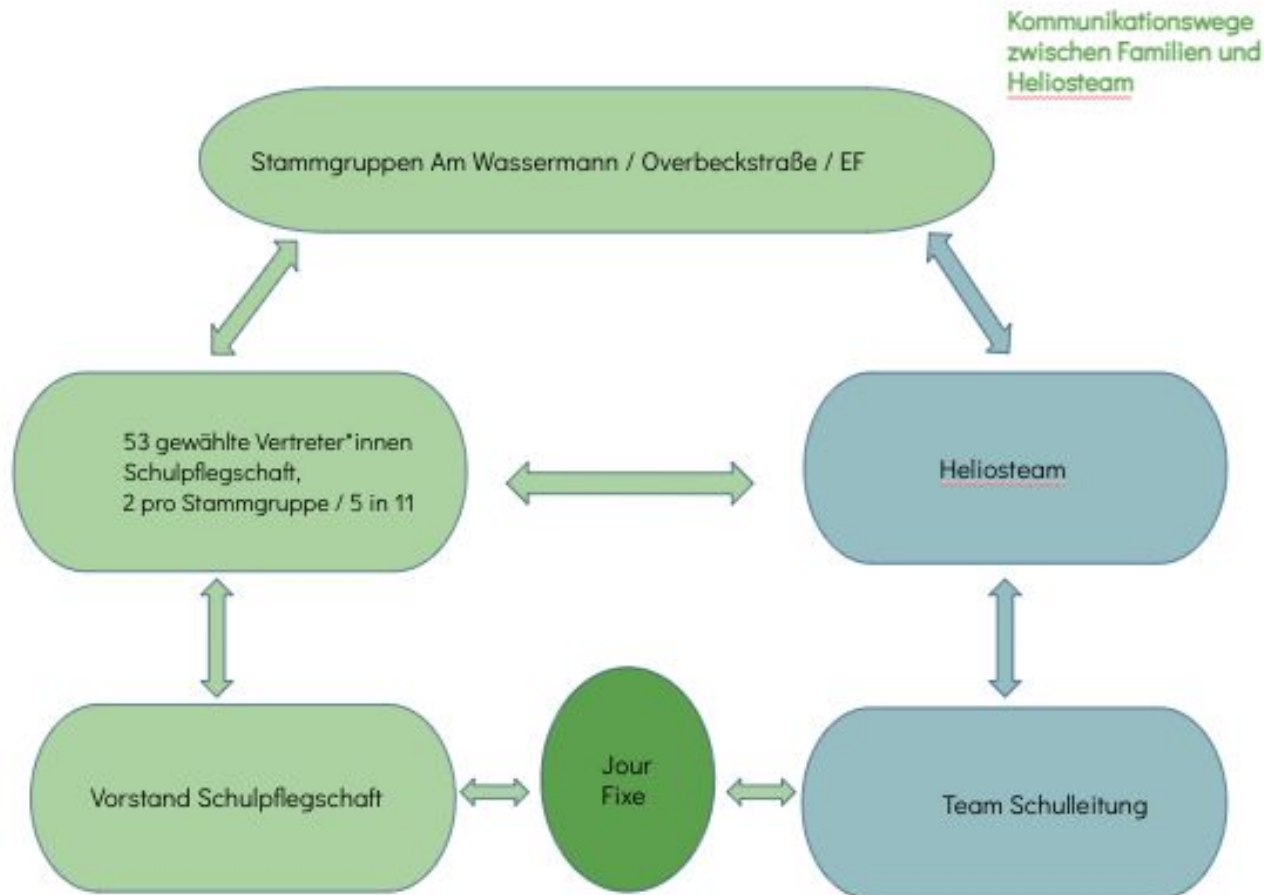 Kommunikationswege
zwischen Familien und
Heliosteam
Stammgruppen Am Wassermann / Overbeckstraße / EF
53 gewählte Vertreter*innen
Schulpflegschaft,
2 pro Stammgruppe / 5 in 11
Heliosteam
Vorstand Schulpflegschaft
Jour
Fixe
Team Schulleitung